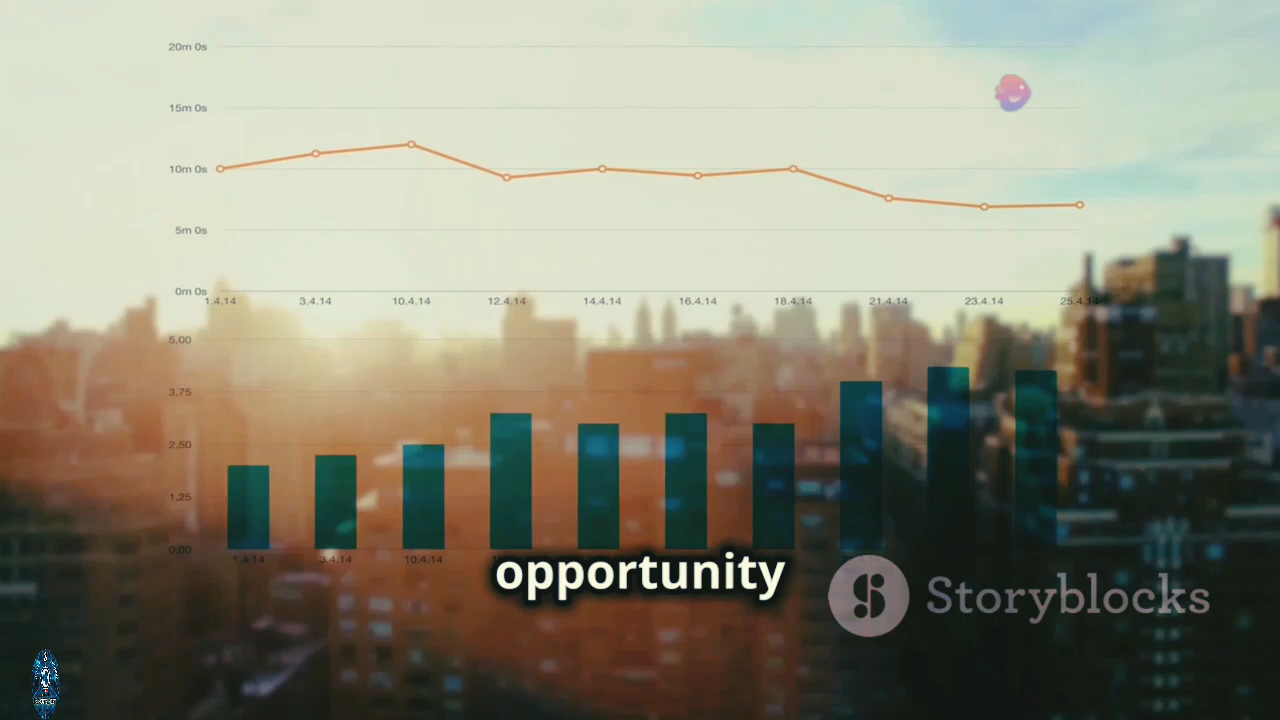 20m 0s
15m 0s
10m 0s
5m 0s
0m 0s
1.4.14 3.4.14 10.4.14 12.4.14 14.4.14 16.4.14 18.4.14 21.4.14 23.4.14 25.4.14
5,00
3,75
2,50
1,25
0,00
1.4.14 3.4.14 10.4.14
opportunity
Storyblocks